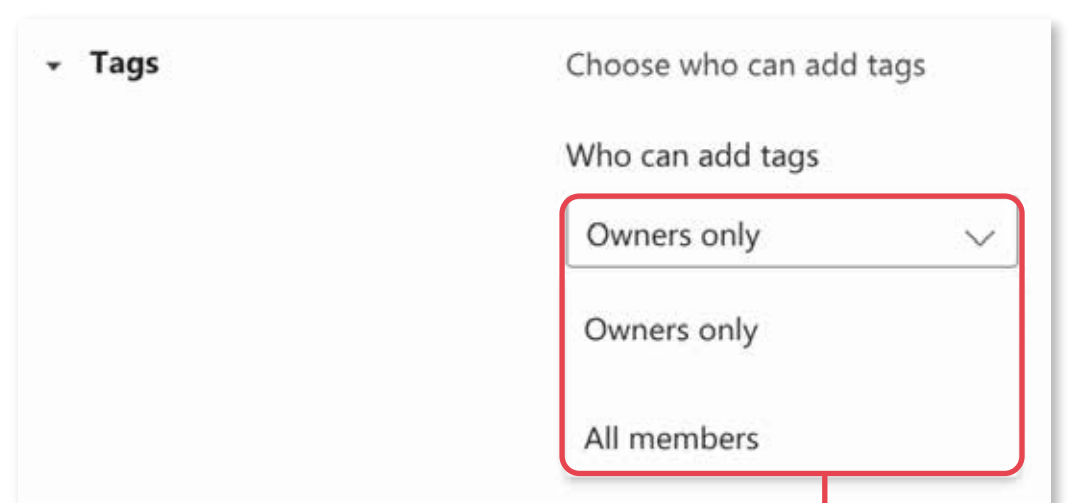 Tags
Choose who can add tags
Who can add tags
Owners only
Owners only
All members